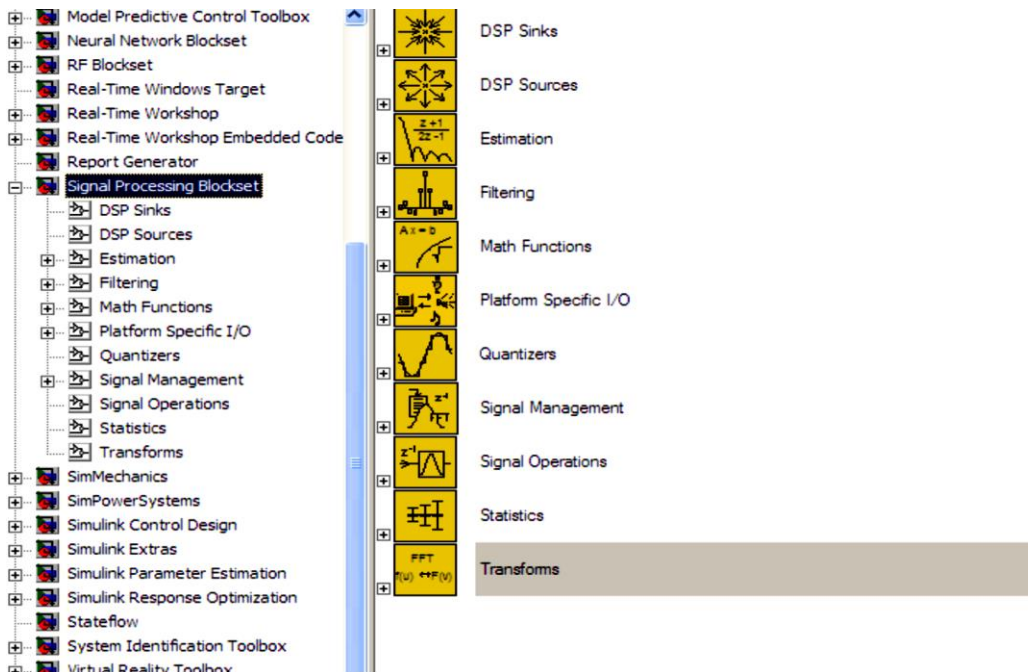 Model Predictive Control Toolbox
Neural Network Blockset
RF Blockset
Real-Time Windows Target
Real-Time Workshop
Real-Time Workshop Embedded Code
Report Generator
Signal Processing Blockset
DSP Sinks
DSP Sources
Estimation
Filtering
Math Functions
Platform Specific I/O
Quantizers
Signal Management
Signal Operations
Statistics
Transforms
SimMechanics
SimPowerSystems
Simulink Control Design
Simulink Extras
Simulink Parameter Estimation
Simulink Response Optimization
Stateflow
System Identification Toolbox
Virtual Reality Toolbox
DSP Sinks
DSP Sources
z+1
2z-1
Estimation
Filtering
Ax=b
Math Functions
Platform Specific I/O
Quantizers
z-1
FFT
Signal Management
z-1
Signal Operations
Statistics
FFT
f(u) ↔F(v)
Transforms